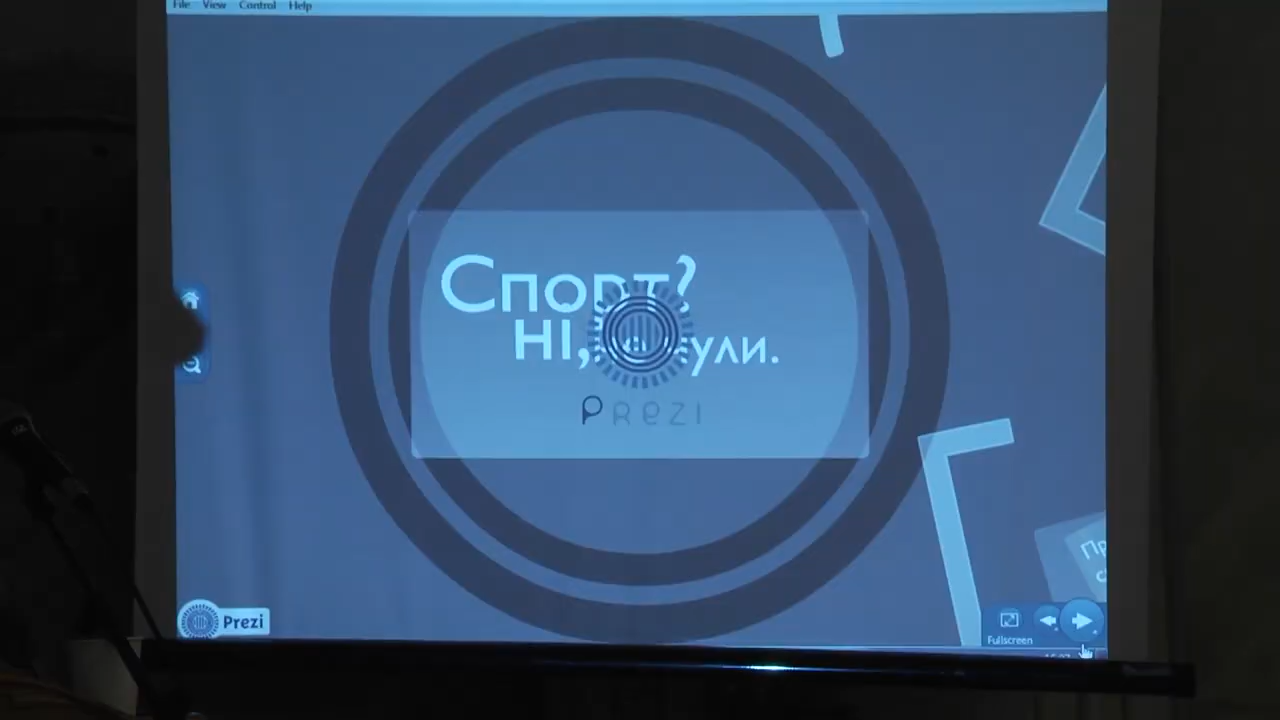 File View Control Help
Спорт?
ні,
Prezi
Prezi
Fullscreen